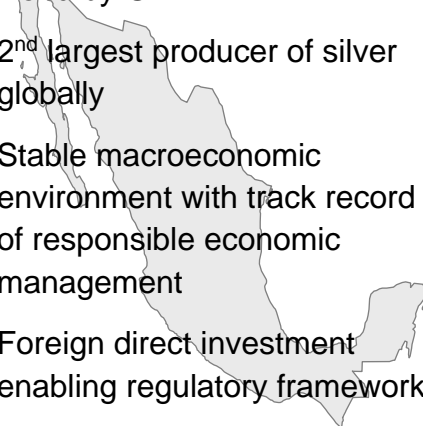 2nd largest producer of silver
globally
Stable macroeconomic
environment with track record
of responsible economic
management
Foreign direct investment
enabling regulatory framework